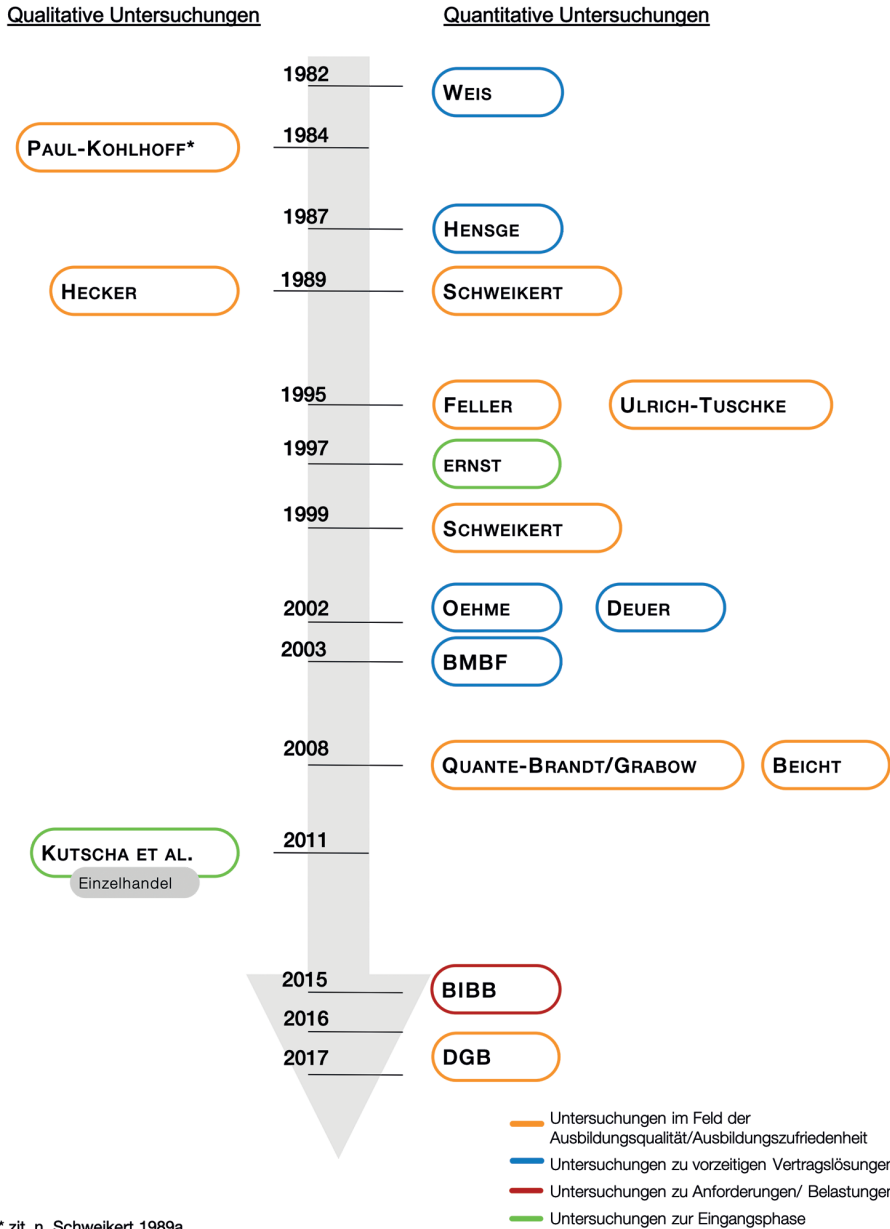 Qualitative Untersuchungen
Quantitative Untersuchungen
1982
WEIS
1984
PAUL-KOHLHOFF*
1987
HENSGE
1989
HECKER
SCHWEIKERT
1995
FELLER
ULRICH-TUSCHKE
1997
ERNST
1999
SCHWEIKERT
2002
OEHME
DEUER
2003
BMBF
2008
QUANTE-BRANDT/GRABOW
BEICHT
2011
KUTSCHA ET AL.
Einzelhandel
2015
BIBB
2016
2017
DGB
Untersuchungen im Feld der
Ausbildungsqualität/Ausbildungszufriedenheit
Untersuchungen zu vorzeitigen Vertragslösungen
Untersuchungen zu Anforderungen/ Belastungen
Untersuchungen zur Eingangsphase
* zit. n. Schweikert 1989a